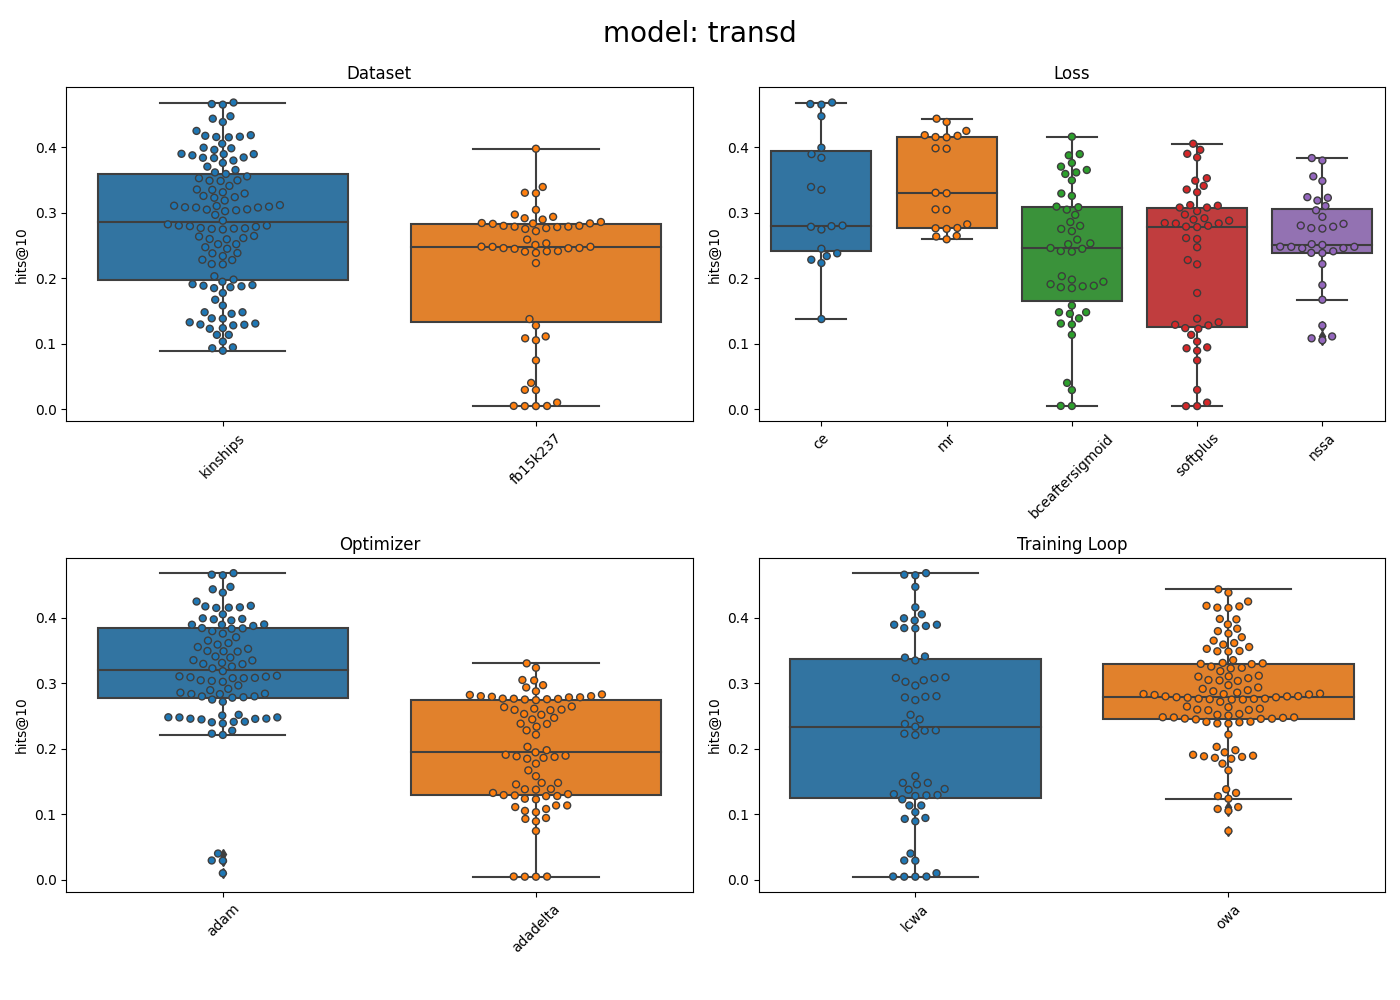 model: transd
Dataset
hits@10
0.4
0.3
0.2
0.1
0.0
kinships
fb15k237
Loss
hits@10
0.4
0.3
0.2
0.1
0.0
ce
mr
bceaftersigmoid
softplus
nssa
Optimizer
hits@10
0.4
0.3
0.2
0.1
0.0
adam
adadelta
Training Loop
hits@10
0.4
0.3
0.2
0.1
0.0
lcwa
owa